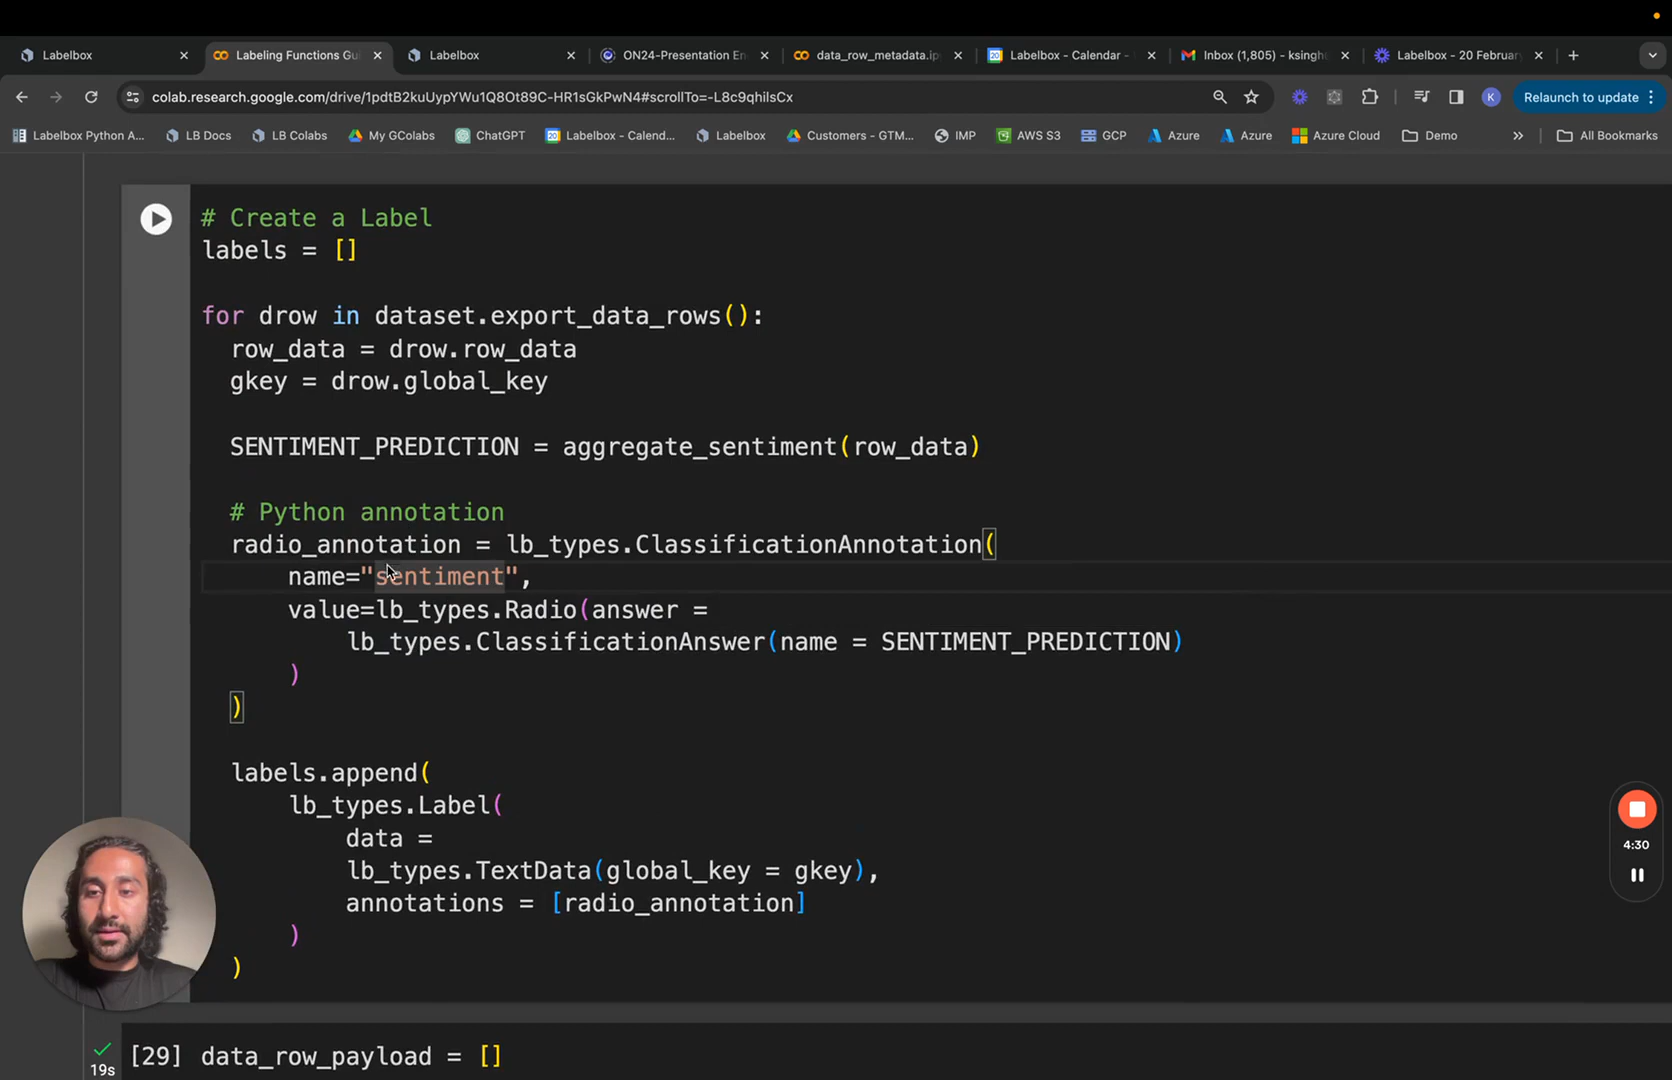 Labelbox
Labeling Functions Gui
Labelbox
ON24-Presentation En
data_row_metadata.ip
Labelbox - Calendar -
Inbox (1,805) - ksingh
Labelbox - 20 February
colab.research.google.com/drive/1pdtB2kuUypYWu1Q8Ot89C-HR1sGkPwN4#scrollTo=-L8c9qhilsCx
K
Relaunch to update
Labelbox Python A...
LB Docs
LB Colabs
My GColabs
ChatGPT
Labelbox - Calend...
Labelbox
Customers - GTM...
IMP
AWS S3
GCP
Azure
Azure
Azure Cloud
Demo
»
All Bookmarks
# Create a Label
labels = []
for drow in dataset.export_data_rows():
row_data = drow.row_data
gkey = drow.global_key
SENTIMENT_PREDICTION = aggregate_sentiment(row_data)
# Python annotation
radio_annotation = lb_types.ClassificationAnnotation(
name="sentiment",
value=lb_types.Radio(answer =
lb_types.ClassificationAnswer(name = SENTIMENT_PREDICTION)
)
)
labels.append(
lb_types.Label(
data =
lb_types.TextData(global_key = gkey),
annotations = [radio_annotation]
)
)
4:30
[29] data_row_payload = []
19s